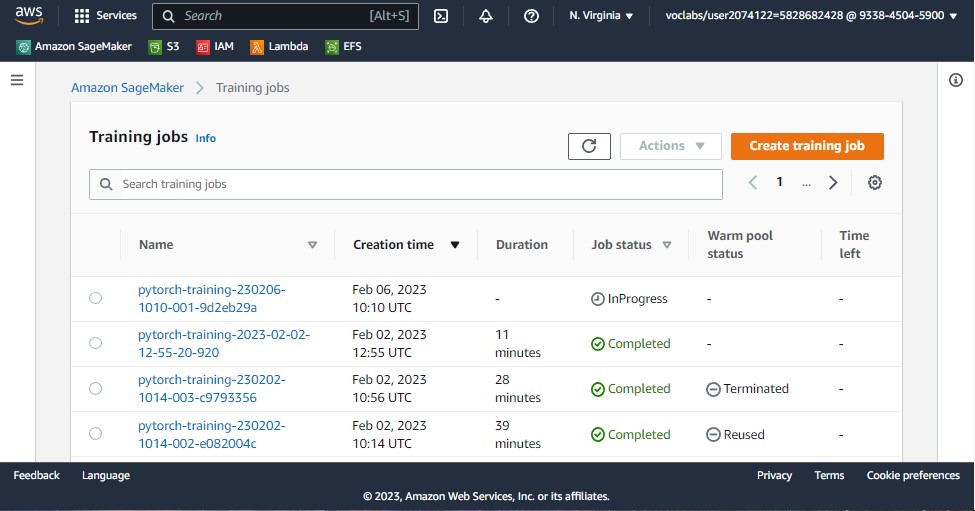 aws Services Search [Alt+S] N. Virginia voclabs/user2074122=5828682428 @ 9338-4504-5900
Amazon SageMaker S3 IAM Lambda EFS
Amazon SageMaker Training jobs
Training jobs Info
Actions Create training job
Search training jobs 1 ...
Name Creation time Duration Job status Warm pool status Time left
pytorch-training-230206-
1010-001-9d2eb29a
Feb 06, 2023
10:10 UTC
-
InProgress
-
-
pytorch-training-2023-02-02-
12-55-20-920
Feb 02, 2023
12:55 UTC
11
minutes
Completed
-
-
pytorch-training-230202-
1014-003-c9793356
Feb 02, 2023
10:56 UTC
28
minutes
Completed
Terminated
-
pytorch-training-230202-
1014-002-e082004c
Feb 02, 2023
10:14 UTC
39
minutes
Completed
Reused
-
Feedback Language Privacy Terms Cookie preferences
© 2023, Amazon Web Services, Inc. or its affiliates.